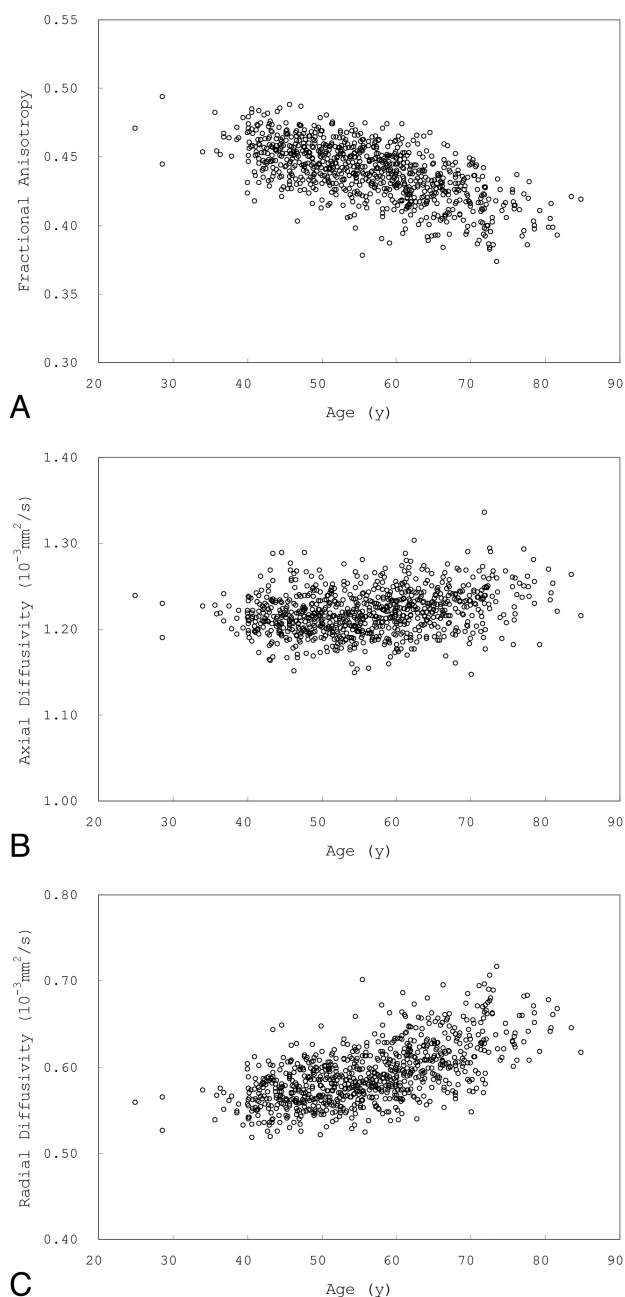 0.55
0.50
0.45
0.40
0.35
0.30
Fractional Anisotropy
20 30 40 50 60 70 80 90
Age (y)
A
1.40
1.30
1.20
1.10
1.00
Axial Diffusivity (10⁻³mm²/s)
20 30 40 50 60 70 80 90
Age (y)
B
0.80
0.70
0.60
0.50
0.40
Radial Diffusivity (10⁻³mm²/s)
20 30 40 50 60 70 80 90
Age (y)
C